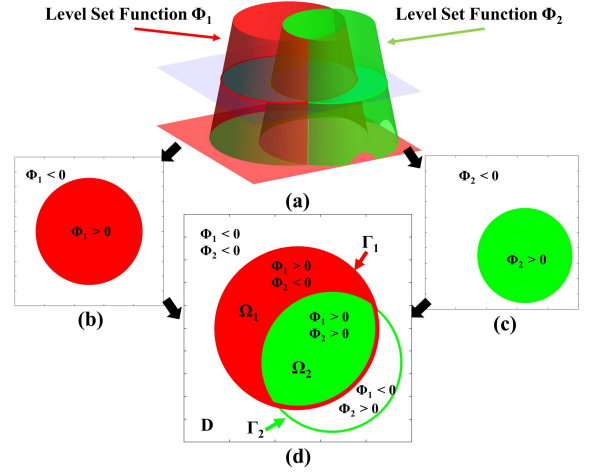 Level Set Function Φ1
Level Set Function Φ2
(a)
Φ1 < 0
Φ1 > 0
(b)
Φ2 < 0
Φ2 > 0
(c)
Φ1 < 0
Φ2 < 0
Γ1
Φ1 > 0
Φ2 < 0
Ω1
Φ1 > 0
Φ2 > 0
Ω2
Φ1 < 0
Φ2 > 0
D
Γ2
(d)